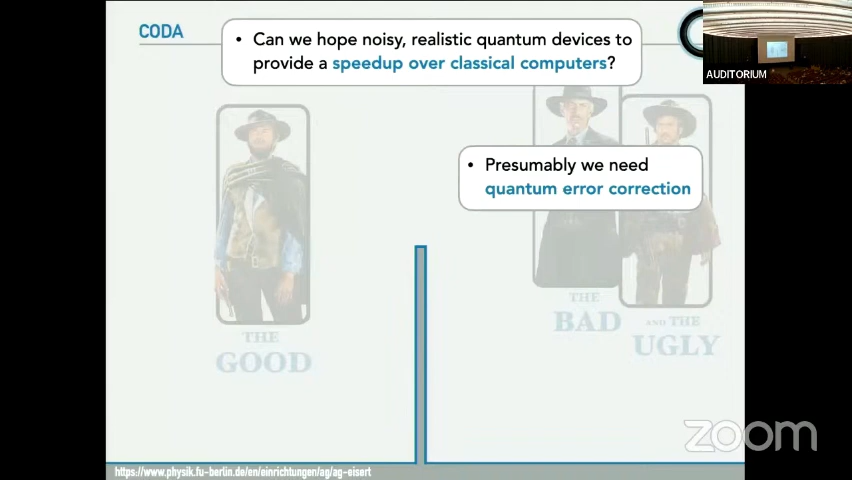 CODA
• Can we hope noisy, realistic quantum devices to
provide a speedup over classical computers?
AUDITORIUM
• Presumably we need
quantum error correction
THE
GOOD
THE
BAD
AND THE
UGLY
zoom
https://www.physik.fu-berlin.de/en/einrichtungen/ag/ag-eisert